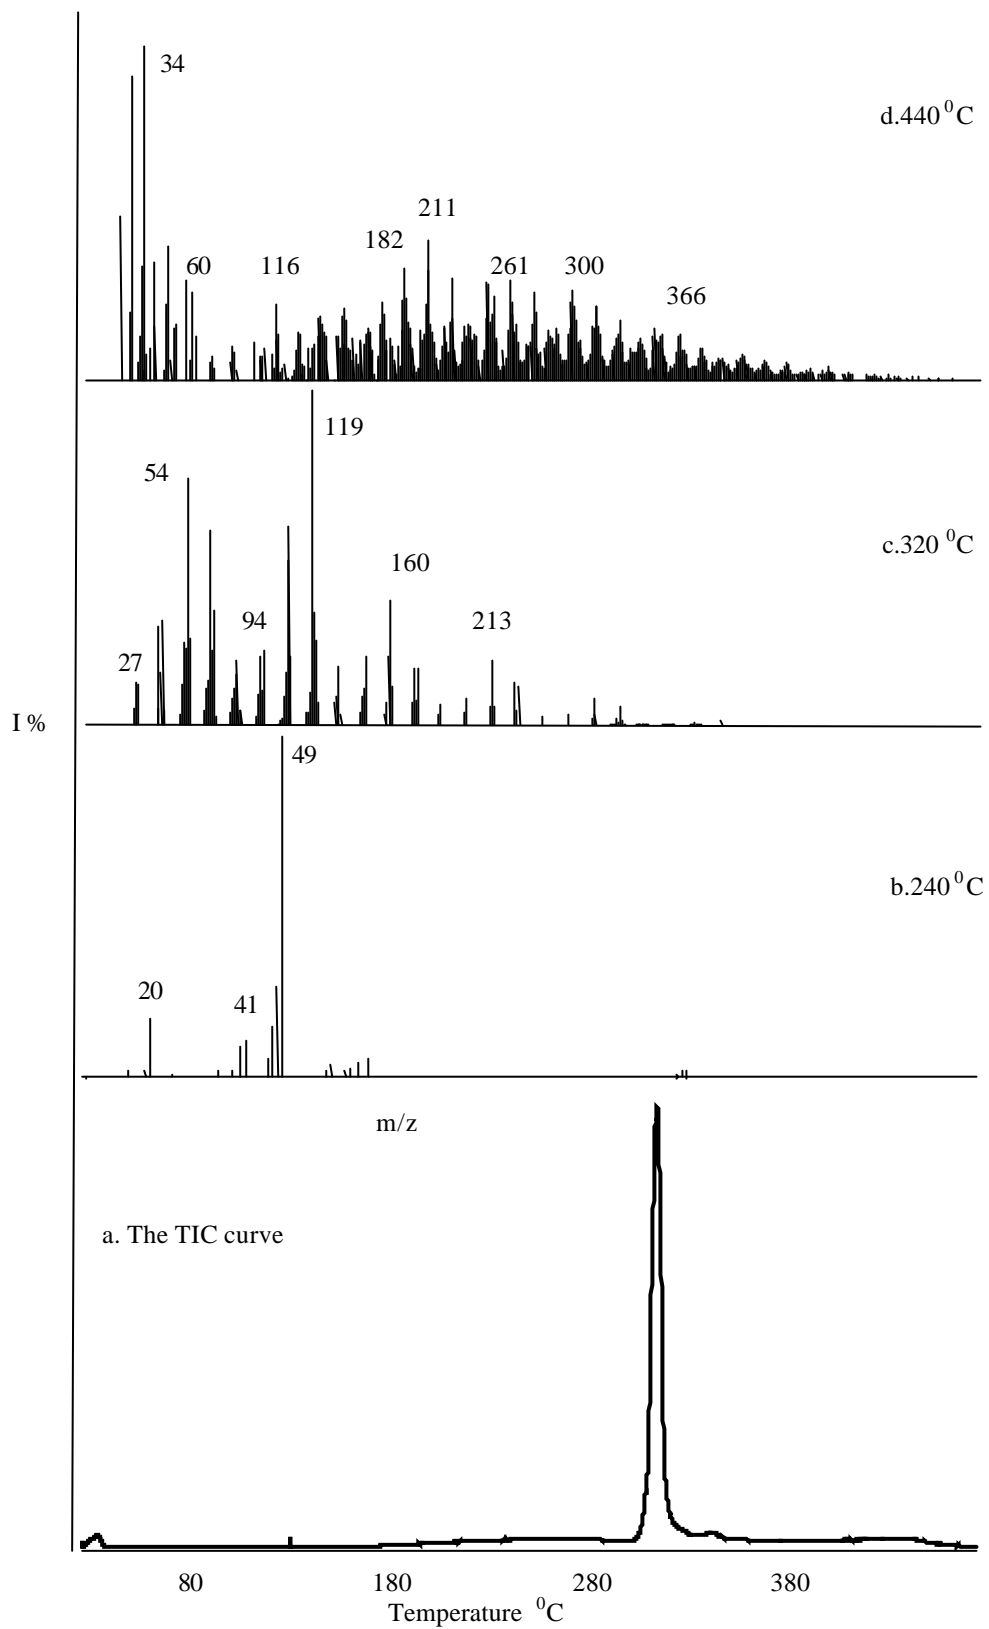 34
d.440 ⁰C
211
182
60
116
261
300
366
119
54
c.320 ⁰C
160
94
213
27
I %
49
b.240 ⁰C
20
41
m/z
a. The TIC curve
80 180 280 380
Temperature ⁰C